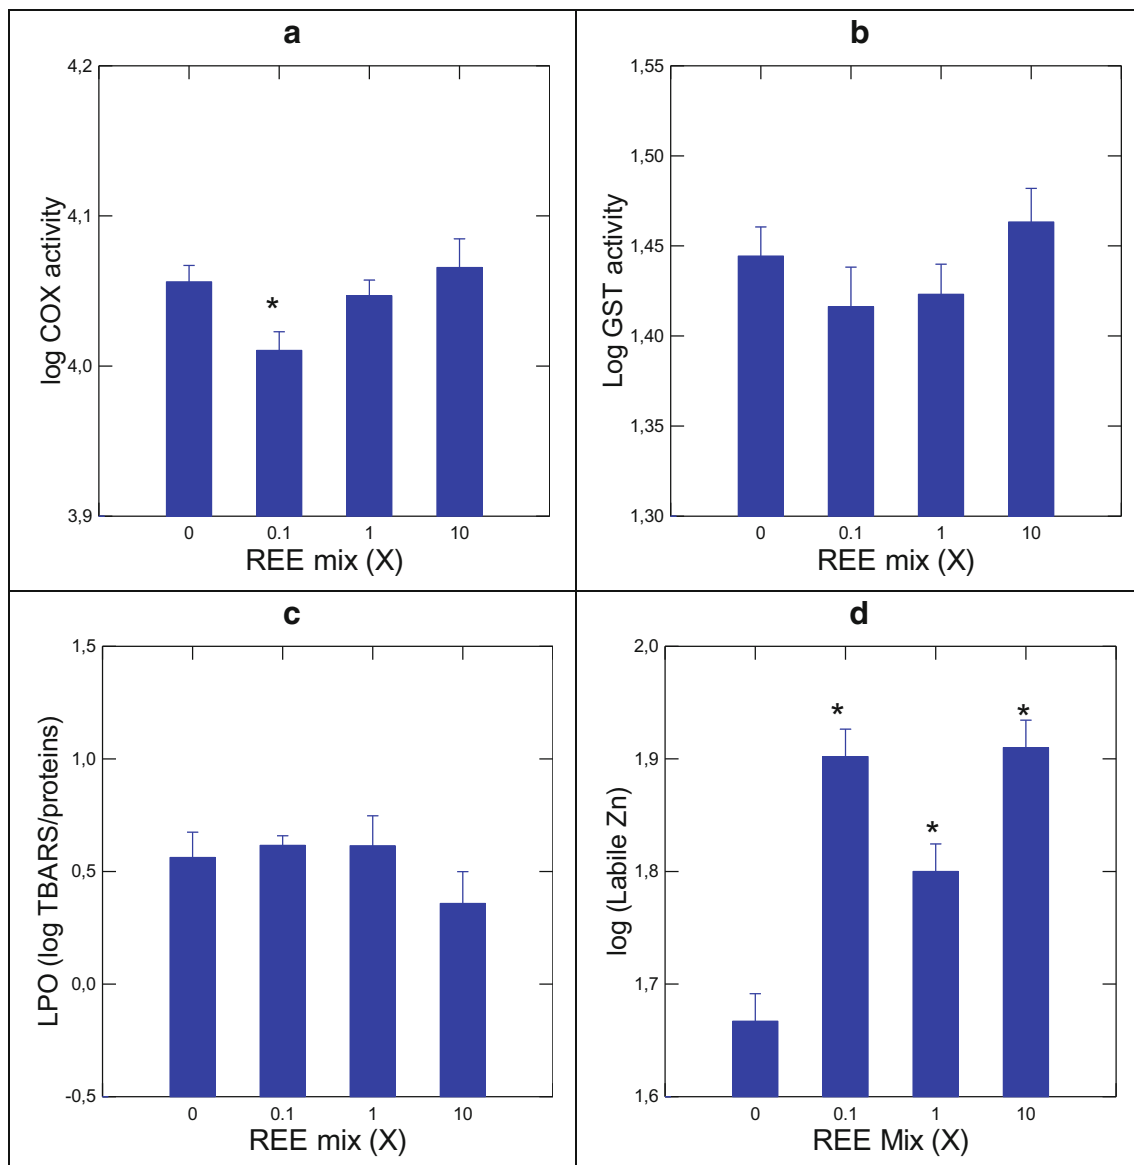 a
4,2
4,1
4,0
3,9
log COX activity
*
0 0.1 1 10
REE mix (X)
b
1,55
1,50
1,45
1,40
1,35
1,30
Log GST activity
0 0.1 1 10
REE mix (X)
c
1,5
1,0
0,5
0,0
-0,5
LPO (log TBARS/proteins)
0 0.1 1 10
REE mix (X)
d
2,0
1,9
1,8
1,7
1,6
log (Labile Zn)
* * *
0 0.1 1 10
REE Mix (X)